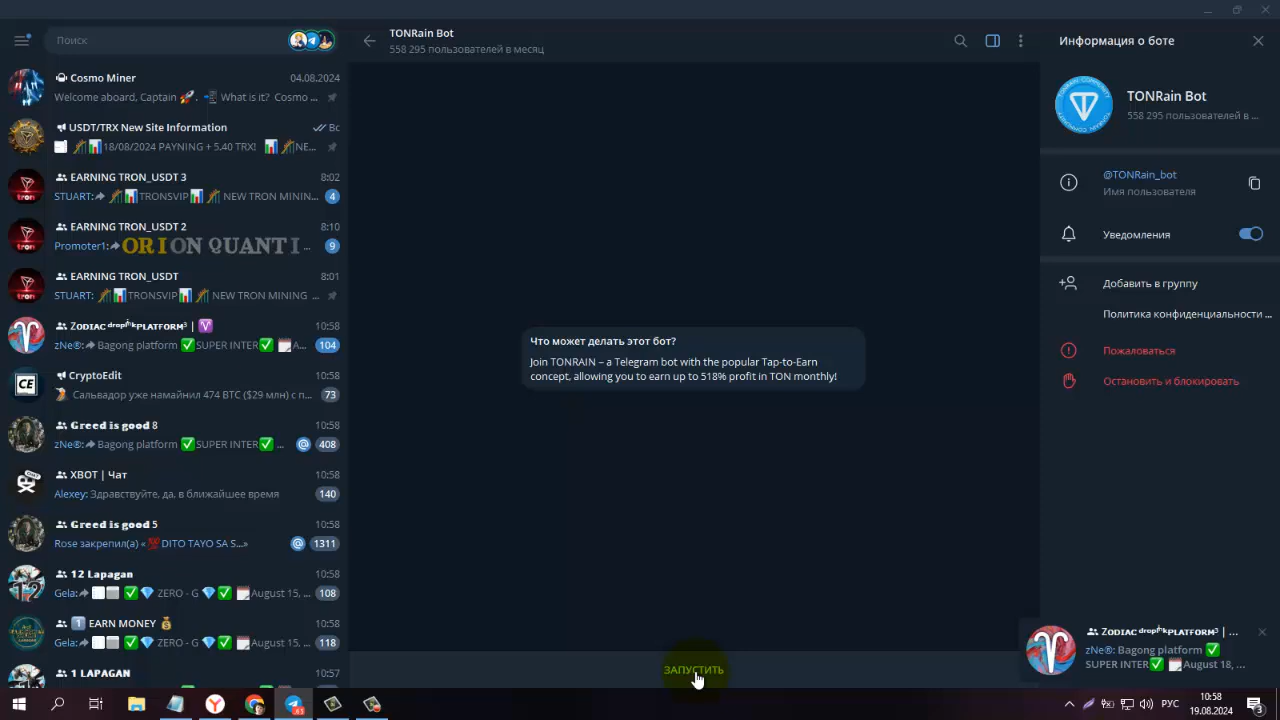 Поиск
Cosmo Miner 04.08.2024
Welcome aboard, Captain 🚀. 📲 What is it? Cosmo ...
USDT/TRX New Site Information Вс
18/08/2024 PAYNING + 5.40 TRX! 📊 NE...
EARNING TRON_USDT 3 8:02
STUART: TRONSVIP📊 NEW TRON MININ... 4
EARNING TRON_USDT 2 8:10
Promoter1: ORION QUANTI... 9
EARNING TRON_USDT 8:01
STUART: TRONSVIP📊 NEW TRON MINING ...
Zᴏᴅɪᴀᴄ ᵈʳᵒᵖ ᴘʟᴀᴛꜰᴏʀᴍ³ | ♈ 10:58
zNe®: Bagong platform ✅SUPER INTER✅ 🗓A... 104
CryptoEdit 10:58
Сальвадор уже намайнил 474 BTC ($29 млн) с п... 73
𝗚𝗿𝗲𝗲𝗱 𝗶𝘀 𝗴𝗼𝗼𝗱 8 10:58
zNe®: Bagong platform ✅SUPER INTER✅ ... @ 408
XBOT | Чат 10:58
Alexey: Здравствуйте, да, в ближайшее время 140
𝗚𝗿𝗲𝗲𝗱 𝗶𝘀 𝗴𝗼𝗼𝗱 5 10:58
Rose закрепил(а) «💯DITO TAYO SA S...» @ 1311
12 Lapagan 10:58
Gela: ✅💎 ZERO - G 💎✅ 🗓August 15, ... 108
1 EARN MONEY 💰 10:58
Gela: ✅💎 ZERO - G 💎✅ 🗓August 15, ... 118
1 LAPAGAN 10:57
TONRain Bot
558 295 пользователей в месяц
Что может делать этот бот?
Join TONRAIN – a Telegram bot with the popular Tap-to-Earn
concept, allowing you to earn up to 518% profit in TON monthly!
ЗАПУСТИТЬ
Информация о боте
TONRain Bot
558 295 пользователей в ...
@TONRain_bot
Имя пользователя
Уведомления
Добавить в группу
Политика конфиденциальности ...
Пожаловаться
Остановить и блокировать
Zᴏᴅɪᴀᴄ ᵈʳᵒᵖ ᴘʟᴀᴛꜰᴏʀᴍ³ | ...
zNe®: Bagong platform ✅
SUPER INTER✅ 🗓August 18, ...
РУС
10:58
19.08.2024
3